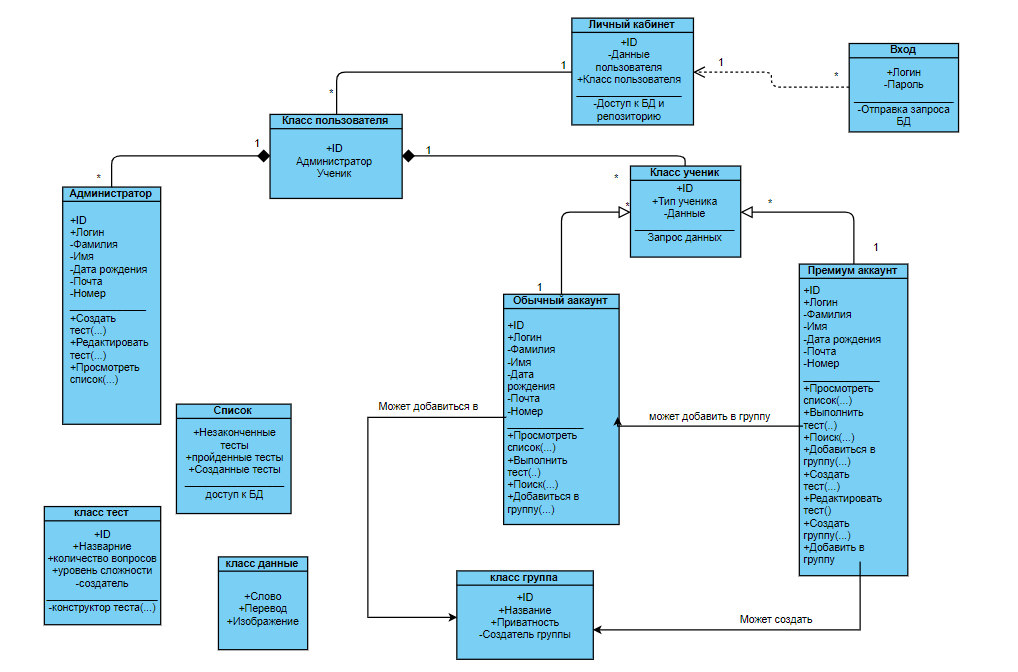 Личный кабинет
+ID
-Данные
пользователя
+Класс пользователя
-Доступ к БД и
репозиторию
Вход
+Логин
-Пароль
-Отправка запроса
БД
1
*
1
*
Класс пользователя
+ID
Администратор
Ученик
1
*
1
*
Администратор
+ID
+Логин
-Фамилия
-Имя
-Дата рождения
-Почта
-Номер
+Создать
тест(...)
+Редактировать
тест(...)
+Просмотреть
список(...)
Класс ученик
+ID
+Тип ученика
-Данные
Запрос данных
*
1
*
1
Обычный аакаунт
+ID
+Логин
-Фамилия
-Имя
-Дата
рождения
-Почта
-Номер
+Просмотреть
список(...)
+Выполнить
тест(..)
+Поиск(...)
+Добавиться в
группу(...)
Премиум аккаунт
+ID
+Логин
-Фамилия
-Имя
-Дата рождения
-Почта
-Номер
+Просмотреть
список(...)
+Выполнить
тест(..)
+Поиск(...)
+Добавиться в
группу(...)
+Создать
тест(...)
+Редактировать
тест()
+Создать
группу(...)
+Добавить в
группу
Может добавиться в
может добавить в группу
Может создать
Список
+Незаконченные
тесты
+пройденные тесты
+Созданные тесты
доступ к БД
класс тест
+ID
+Назварние
+количество вопросов
+уровень сложности
-создатель
-конструктор теста(...)
класс данные
+Слово
+Перевод
+Изображение
класс группа
+ID
+Название
+Приватность
-Создатель группы